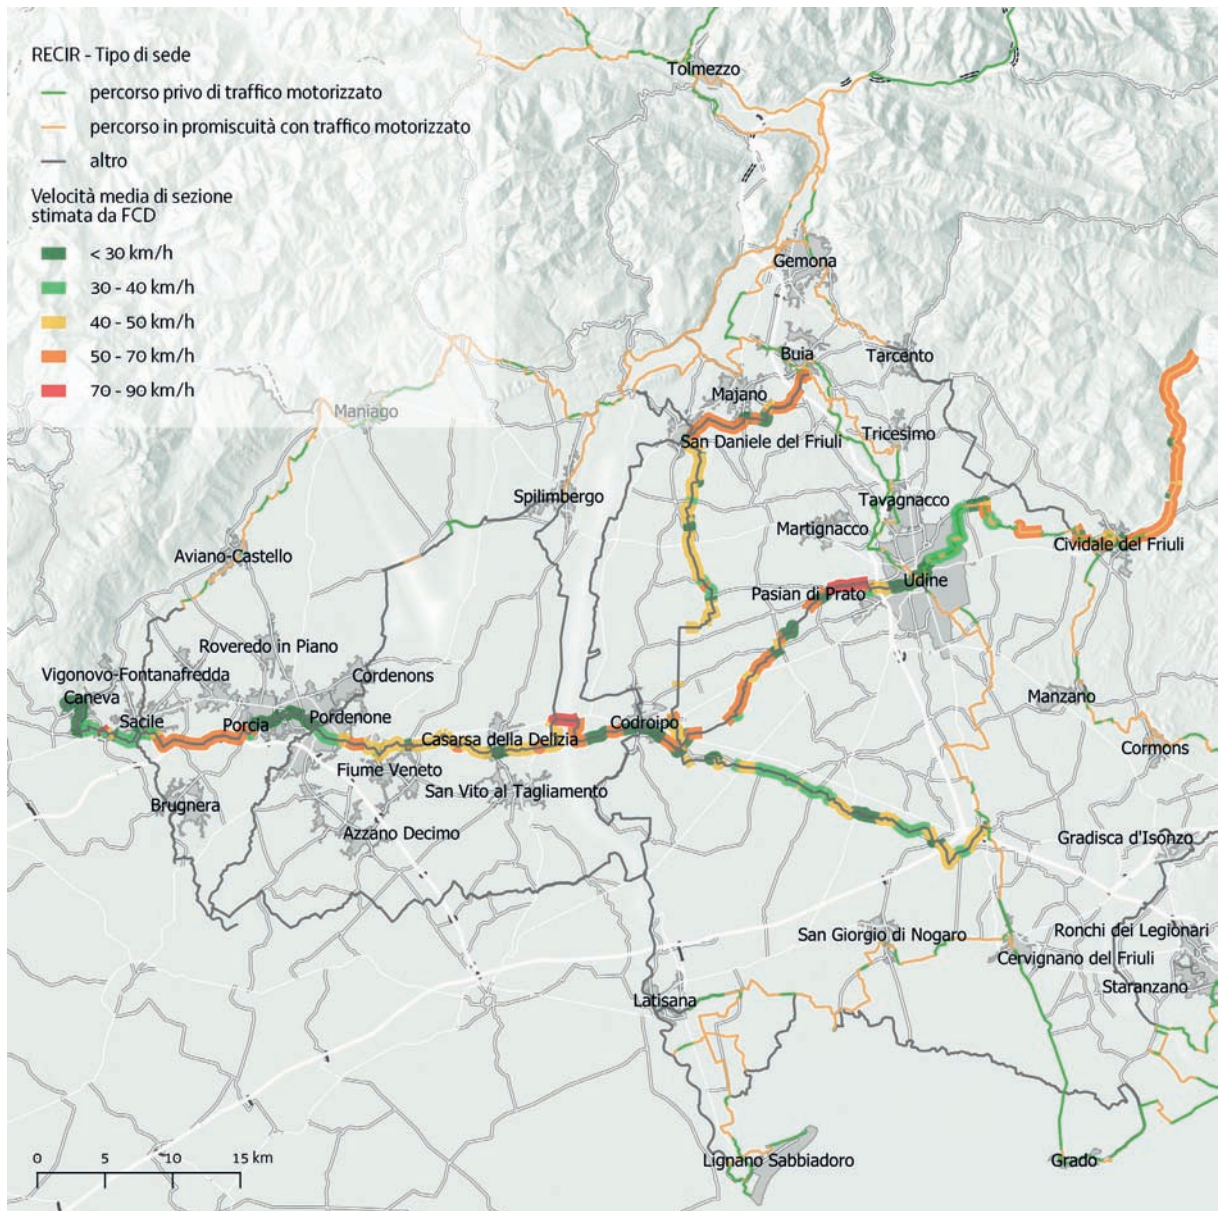 RECIR - Tipo di sede
percorso privo di traffico motorizzato
percorso in promiscuità con traffico motorizzato
altro
Velocità media di sezione
stimata da FCD
< 30 km/h
30 - 40 km/h
40 - 50 km/h
50 - 70 km/h
70 - 90 km/h
Tolmezzo
Gemona
Buia
Tarcento
Majano
Maniago
San Daniele del Friuli
Tricesimo
Spilimbergo
Tavagnacco
Martignacco
Cividale del Friuli
Aviano-Castello
Udine
Pasian di Prato
Roveredo in Piano
Vigonovo-Fontanafredda
Cordenons
Caneva
Manzano
Sacile
Porcia
Pordenone
Codroipo
Casarsa della Delizia
Cormons
Fiume Veneto
San Vito al Tagliamento
Brugnera
Azzano Decimo
Gradisca d'Isonzo
San Giorgio di Nogaro
Ronchi dei Legionari
Cervignano del Friuli
Staranzano
Latisana
Lignano Sabbiadoro
Grado
0 5 10 15 km